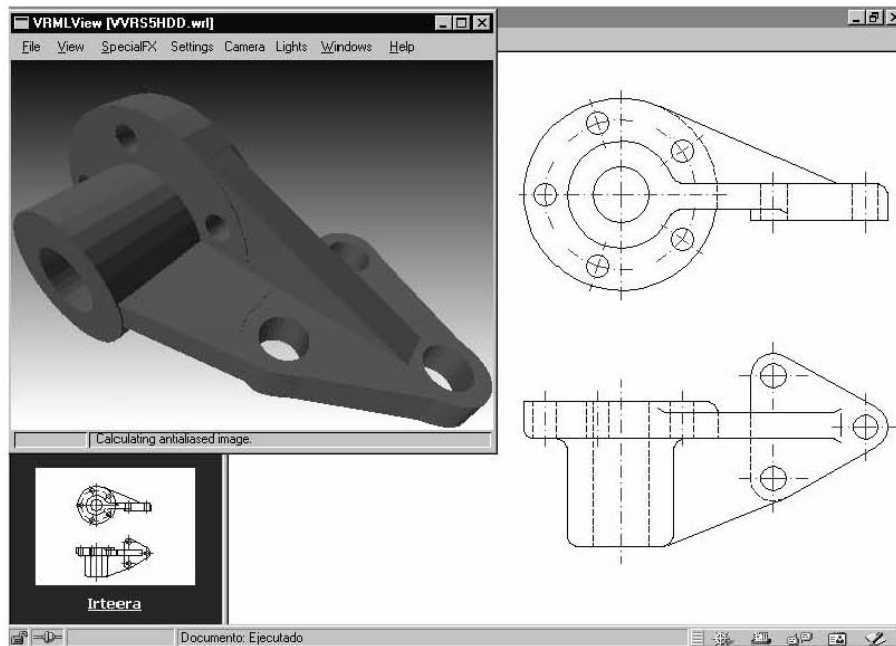 VRMLView [VVRS5HDD.wrl]
File View SpecialFX Settings Camera Lights Windows Help
Calculating antialiased image.
Irteera
Documento: Ejecutado